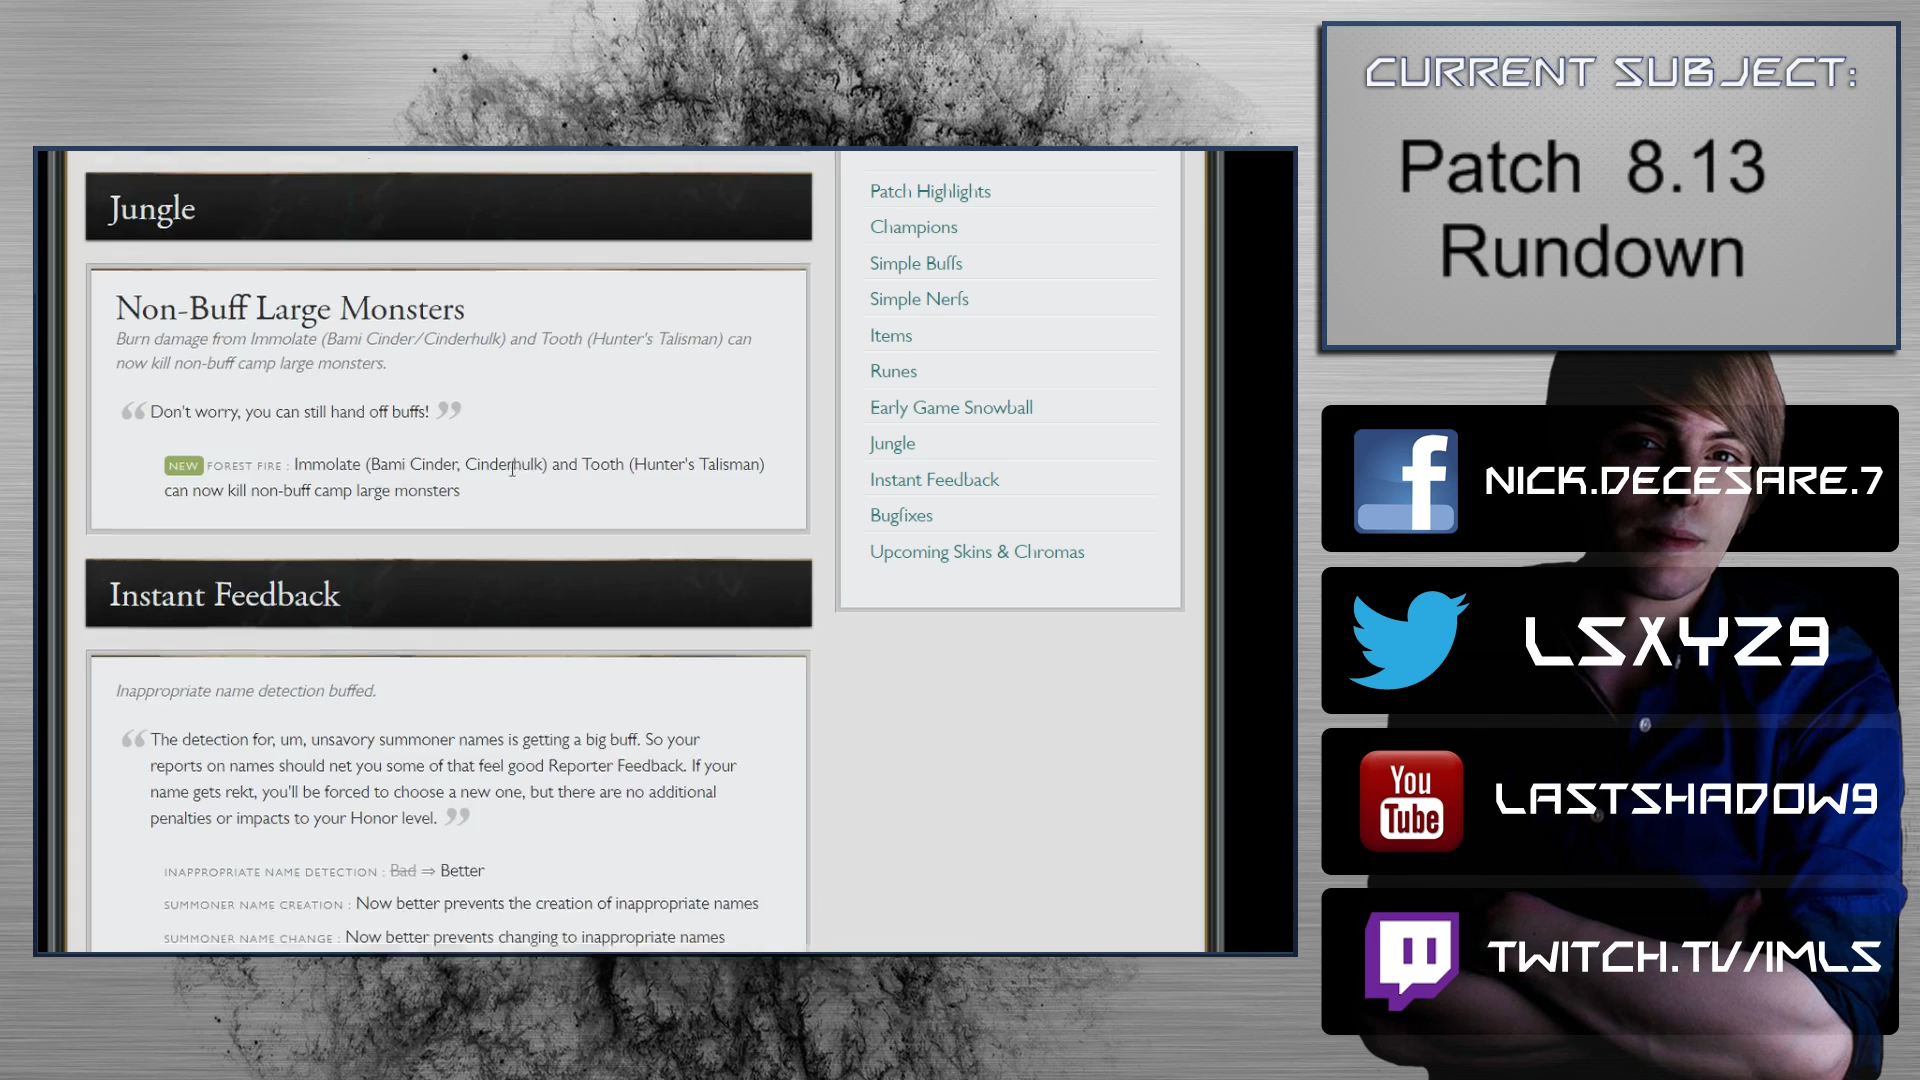 Jungle
Non-Buff Large Monsters
Burn damage from Immolate (Bami Cinder/Cinderhulk) and Tooth (Hunter's Talisman) can
now kill non-buff camp large monsters.
“ Don't worry, you can still hand off buffs! ”
NEW FOREST FIRE : Immolate (Bami Cinder, Cinderhulk) and Tooth (Hunter's Talisman)
can now kill non-buff camp large monsters
Instant Feedback
Inappropriate name detection buffed.
“ The detection for, um, unsavory summoner names is getting a big buff. So your
reports on names should net you some of that feel good Reporter Feedback. If your
name gets rekt, you'll be forced to choose a new one, but there are no additional
penalties or impacts to your Honor level. ”
INAPPROPRIATE NAME DETECTION : Bad ⇒ Better
SUMMONER NAME CREATION : Now better prevents the creation of inappropriate names
SUMMONER NAME CHANGE : Now better prevents changing to inappropriate names
Patch Highlights
Champions
Simple Buffs
Simple Nerfs
Items
Runes
Early Game Snowball
Jungle
Instant Feedback
Bugfixes
Upcoming Skins & Chromas
CURRENT SUBJECT:
Patch 8.13
Rundown
f
NICK.DECESARE.7
LSXYZ9
You
Tube
LASTSHADOW9
TWITCH.TV/IMLS